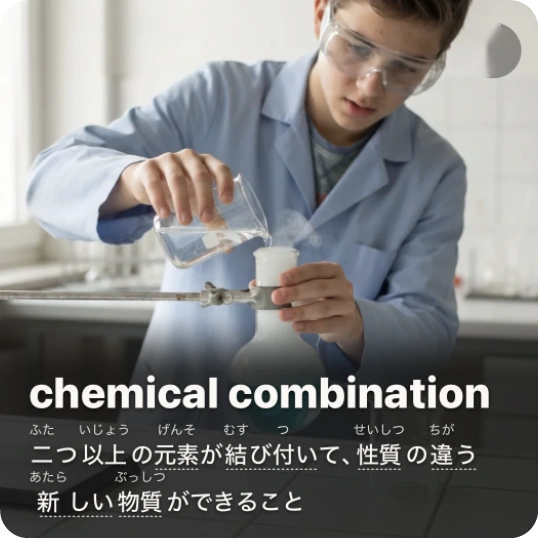 chemical combination
ふた いじょう げんそ むす つ せいしつ ちが
二つ以上の元素が結び付いて、性質の違う
あたら ぶっしつ
新しい物質ができること